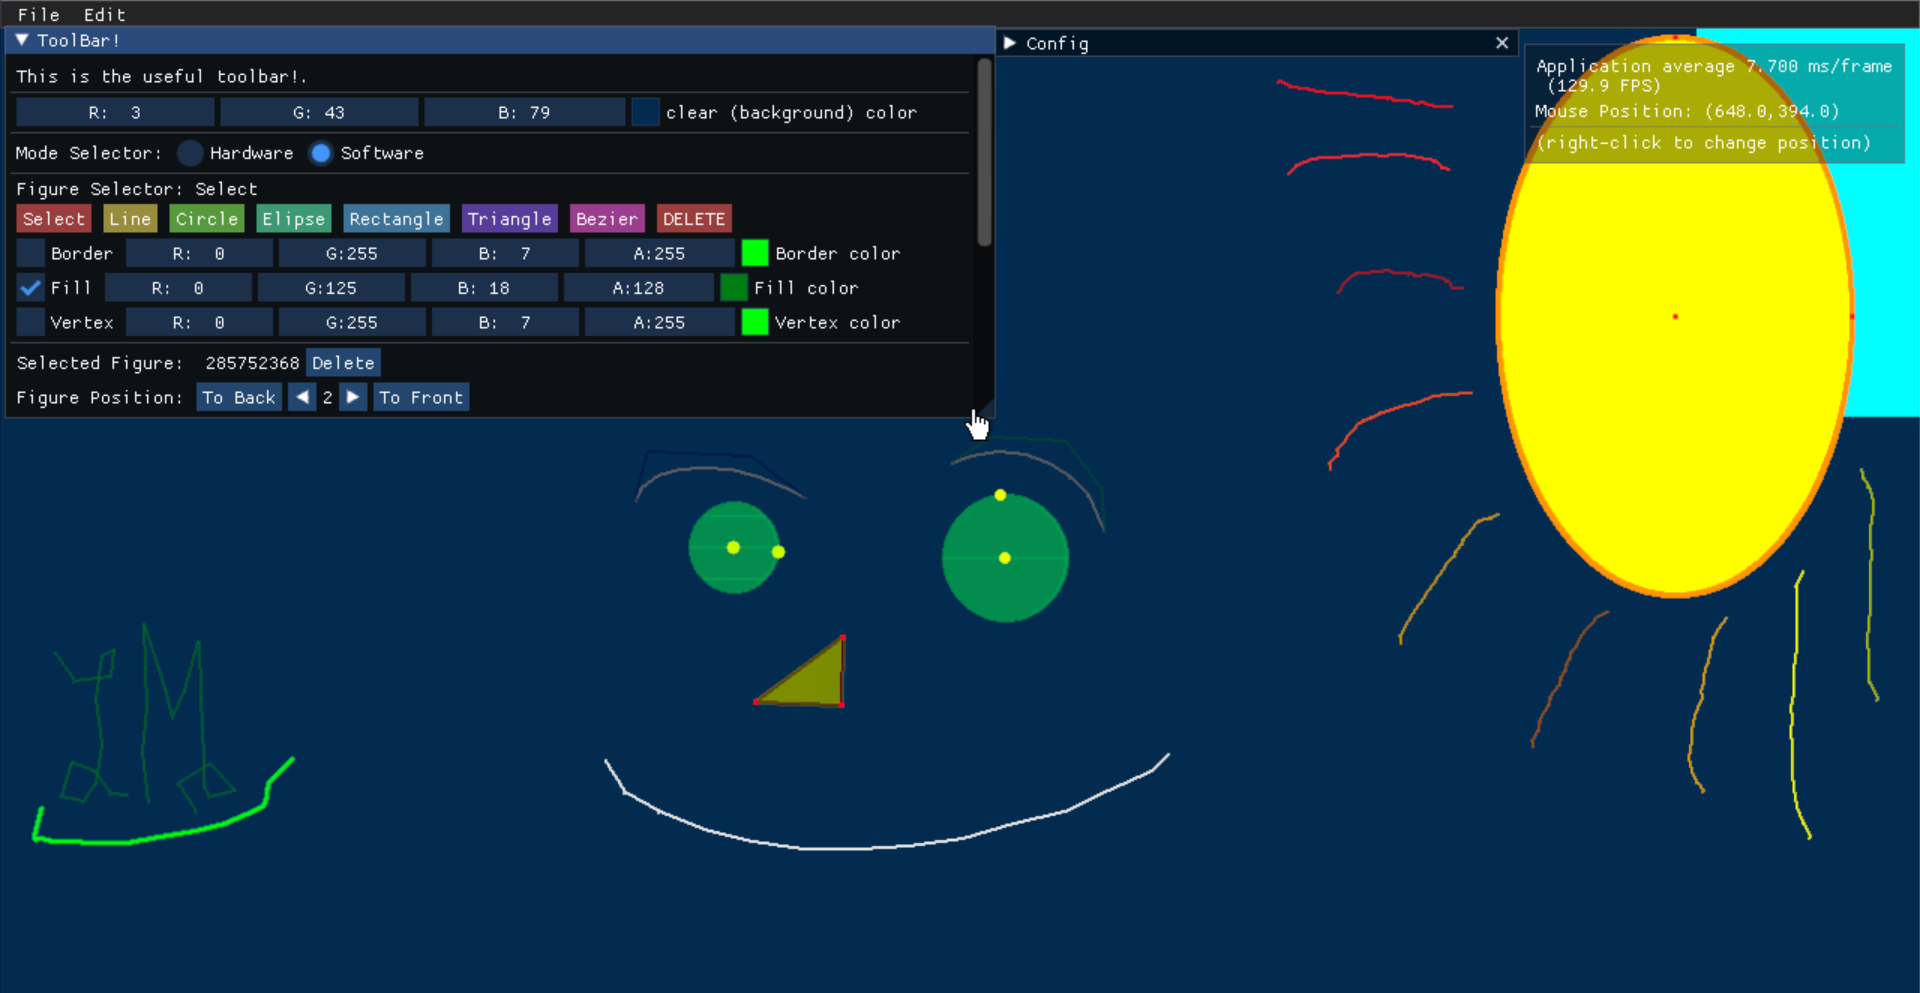 File Edit
ToolBar!
Config
This is the useful toolbar!.
R: 3 G: 43 B: 79 clear (background) color
Mode Selector: Hardware Software
Figure Selector: Select
Select Line Circle Elipse Rectangle Triangle Bezier DELETE
Border R: 0 G:255 B: 7 A:255 Border color
Fill R: 0 G:125 B: 18 A:128 Fill color
Vertex R: 0 G:255 B: 7 A:255 Vertex color
Selected Figure: 285752368 Delete
Figure Position: To Back 2 To Front
Application average 7.700 ms/frame
(129.9 FPS)
Mouse Position: (648.0,394.0)
(right-click to change position)